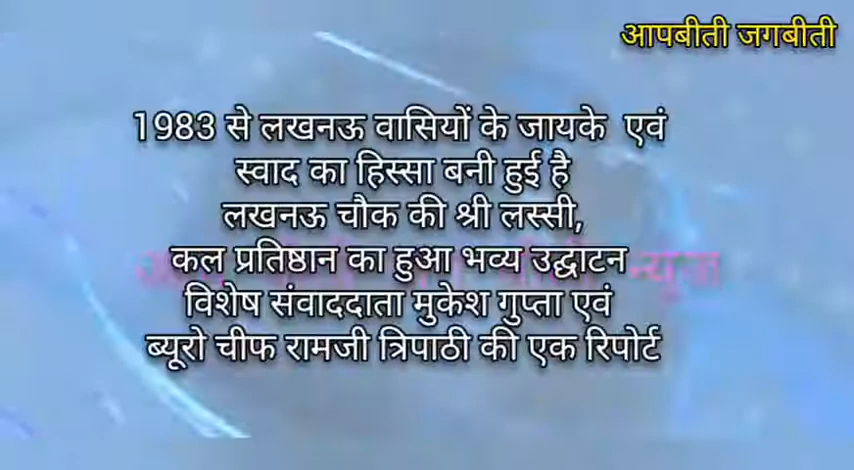 आपबीती जगबीती
1983 से लखनऊ वासियों के जायके एवं
स्वाद का हिस्सा बनी हुई है
लखनऊ चौक की श्री लस्सी,
कल प्रतिष्ठान का हुआ भव्य उद्घाटन
विशेष संवाददाता मुकेश गुप्ता एवं
ब्यूरो चीफ रामजी त्रिपाठी की एक रिपोर्ट